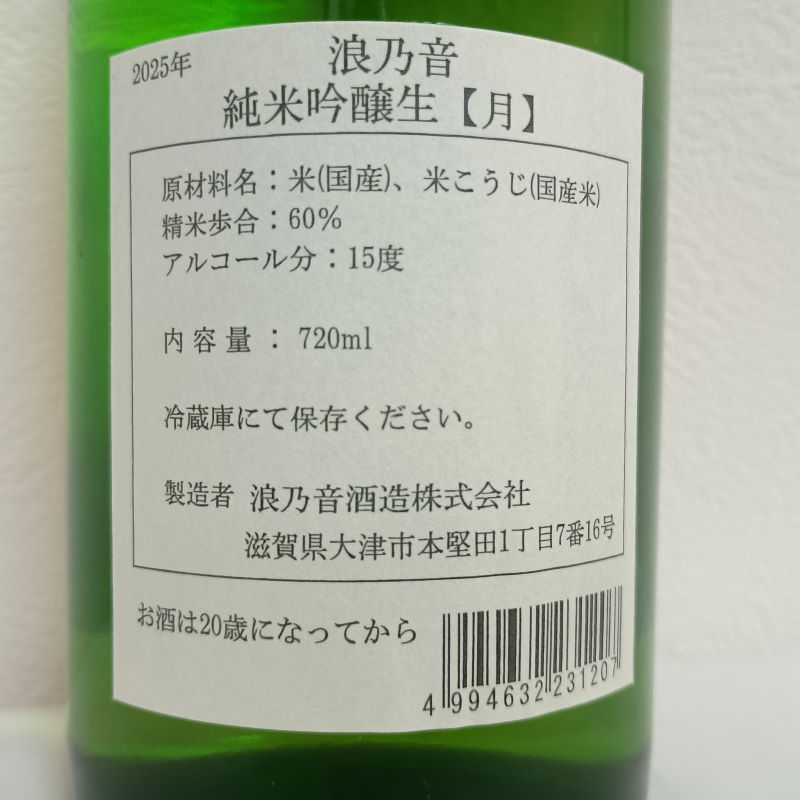 2025年
浪乃音
純米吟醸生【月】
原材料名：米(国産)、米こうじ(国産米)
精米歩合：60%
アルコール分：15度
内容量：720ml
冷蔵庫にて保存ください。
製造者 浪乃音酒造株式会社
滋賀県大津市本堅田1丁目7番16号
お酒は20歳になってから
4994632231207